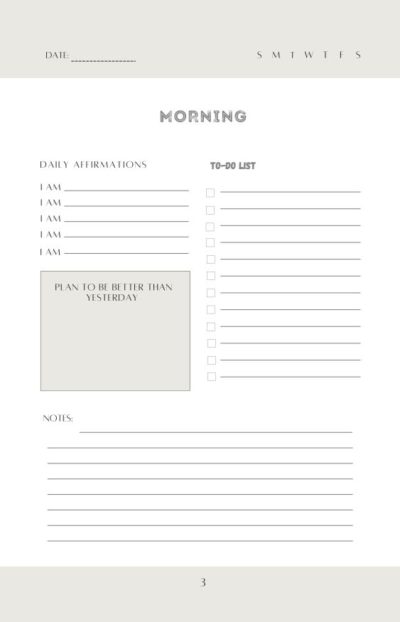 DATE: __________________
S M T W T F S
MORNING
DAILY AFFIRMATIONS
I AM
I AM
I AM
I AM
I AM
TO-DO LIST
PLAN TO BE BETTER THAN
YESTERDAY
NOTES:
3